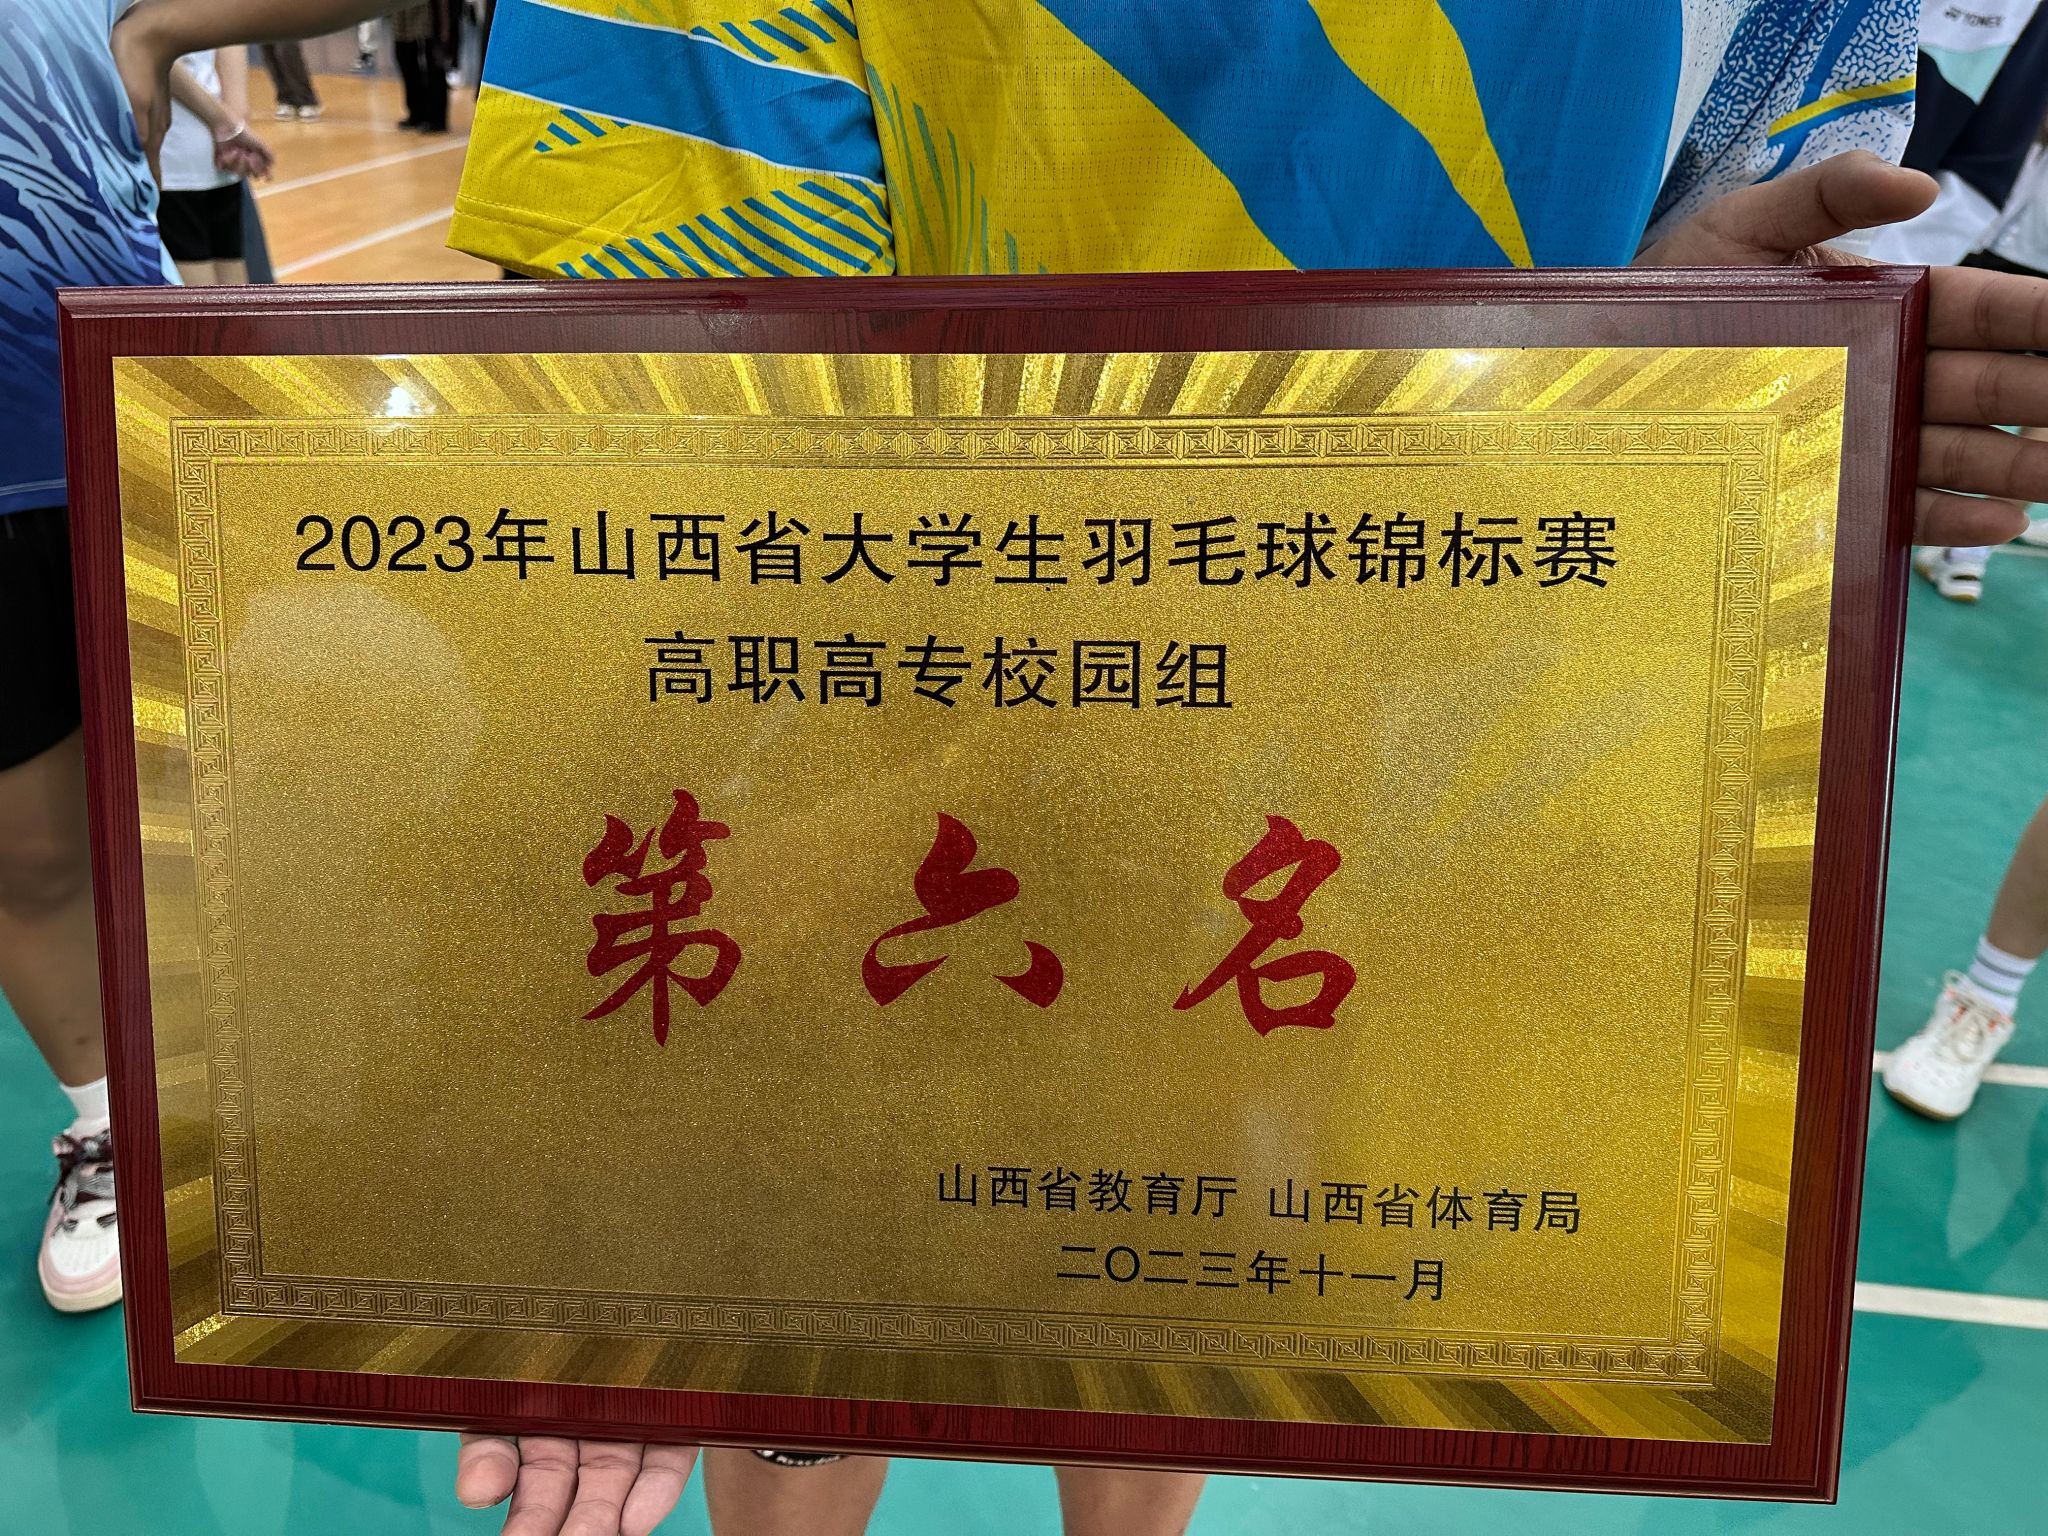 YONEX
2023年山西省大学生羽毛球锦标赛
高职高专校园组
第六名
山西省教育厅 山西省体育局
二〇二三年十一月